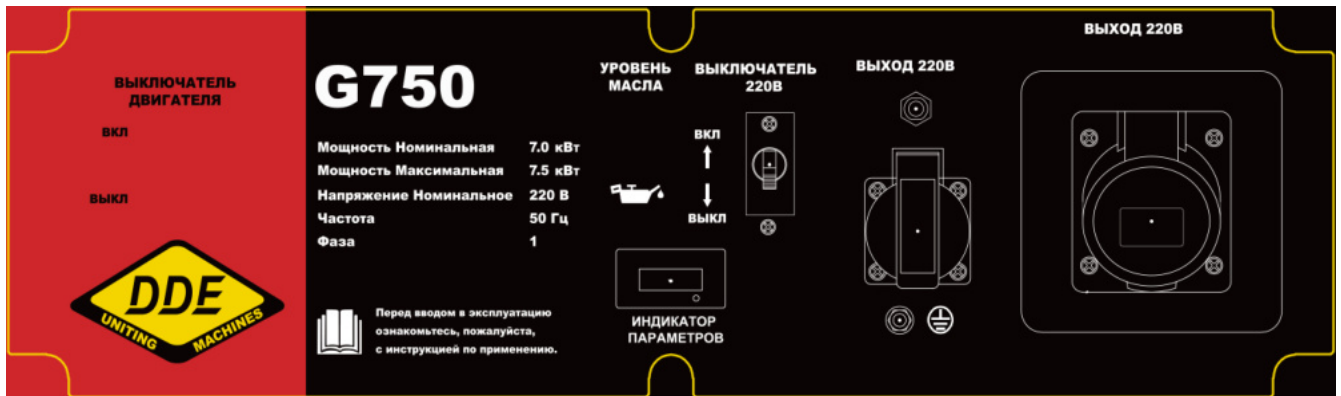 ВЫКЛЮЧАТЕЛЬ
ДВИГАТЕЛЯ
ВКЛ
ВЫКЛ
DDE
UNITING MACHINES
G750
Мощность Номинальная 7.0 кВт
Мощность Максимальная 7.5 кВт
Напряжение Номинальное 220 В
Частота 50 Гц
Фаза 1
Перед вводом в эксплуатацию
ознакомьтесь, пожалуйста,
с инструкцией по применению.
УРОВЕНЬ
МАСЛА
ВЫКЛЮЧАТЕЛЬ
220В
ВКЛ
ВЫКЛ
ИНДИКАТОР
ПАРАМЕТРОВ
ВЫХОД 220В
ВЫХОД 220В